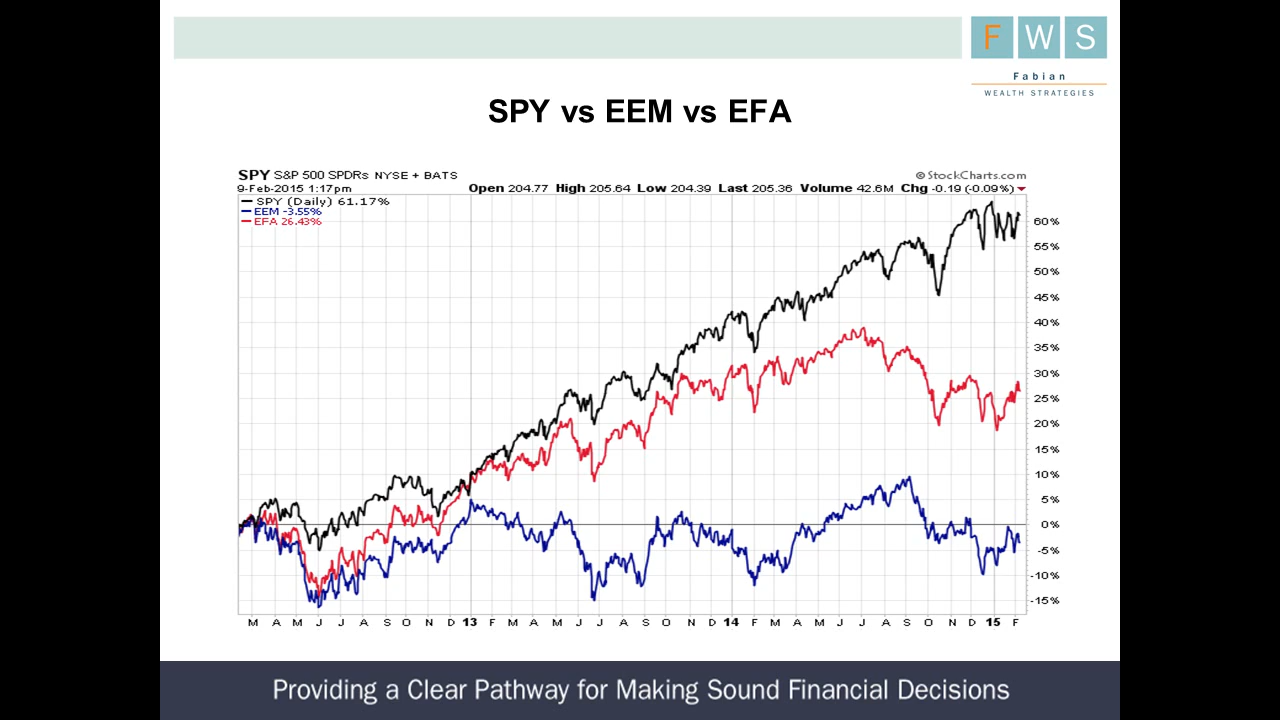 F W S
Fabian
WEALTH STRATEGIES
SPY vs EEM vs EFA
SPY S&P 500 SPDRs NYSE + BATS
© StockCharts.com
9-Feb-2015 1:17pm
Open 204.77 High 205.64 Low 204.39 Last 205.36 Volume 42.6M Chg -0.19 (-0.09%)
SPY (Daily) 61.17%
EEM -3.55%
EFA 26.43%
60%
55%
50%
45%
40%
35%
30%
25%
20%
15%
10%
5%
0%
-5%
-10%
-15%
M A M J J A S O N D 13 F M A M J J A S O N D 14 F M A M J J A S O N D 15 F
Providing a Clear Pathway for Making Sound Financial Decisions